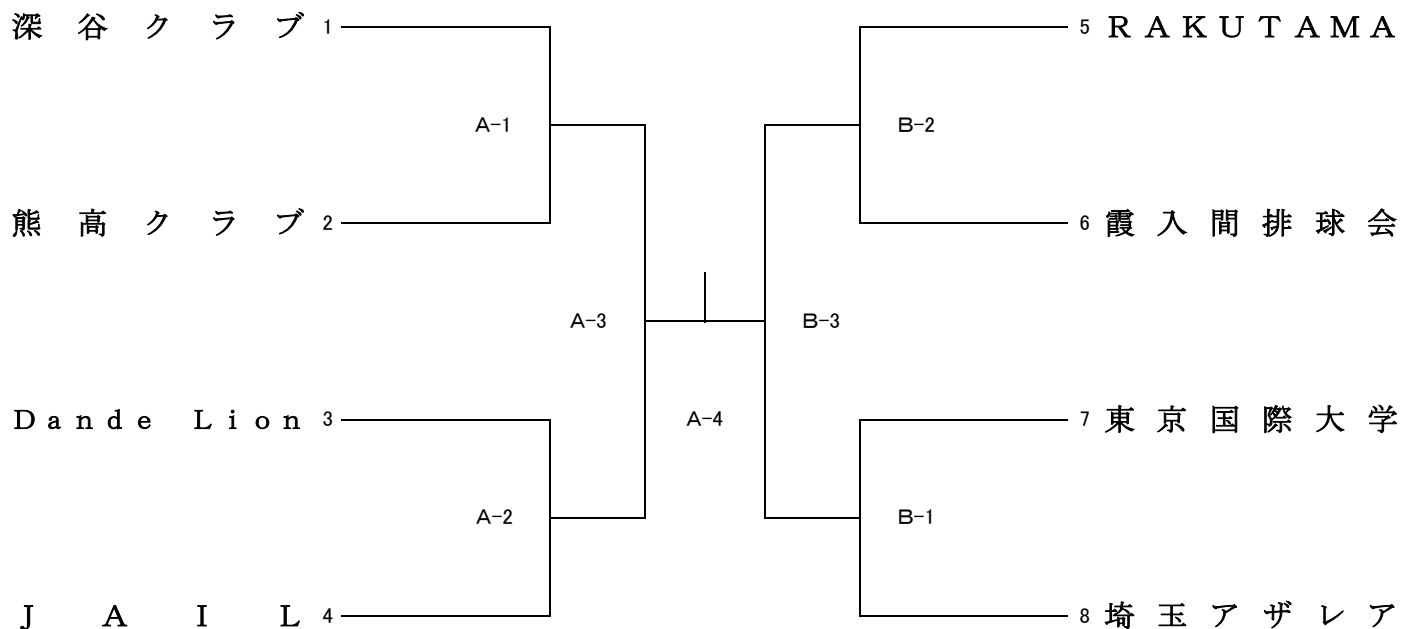 深谷クラブ 1
5 RAKUTAMA
A-1
B-2
熊高クラブ 2
6 霞入間排球会
A-3
B-3
Dande Lion 3
A-4
7 東京国際大学
A-2
B-1
JAIL 4
8 埼玉アザレア